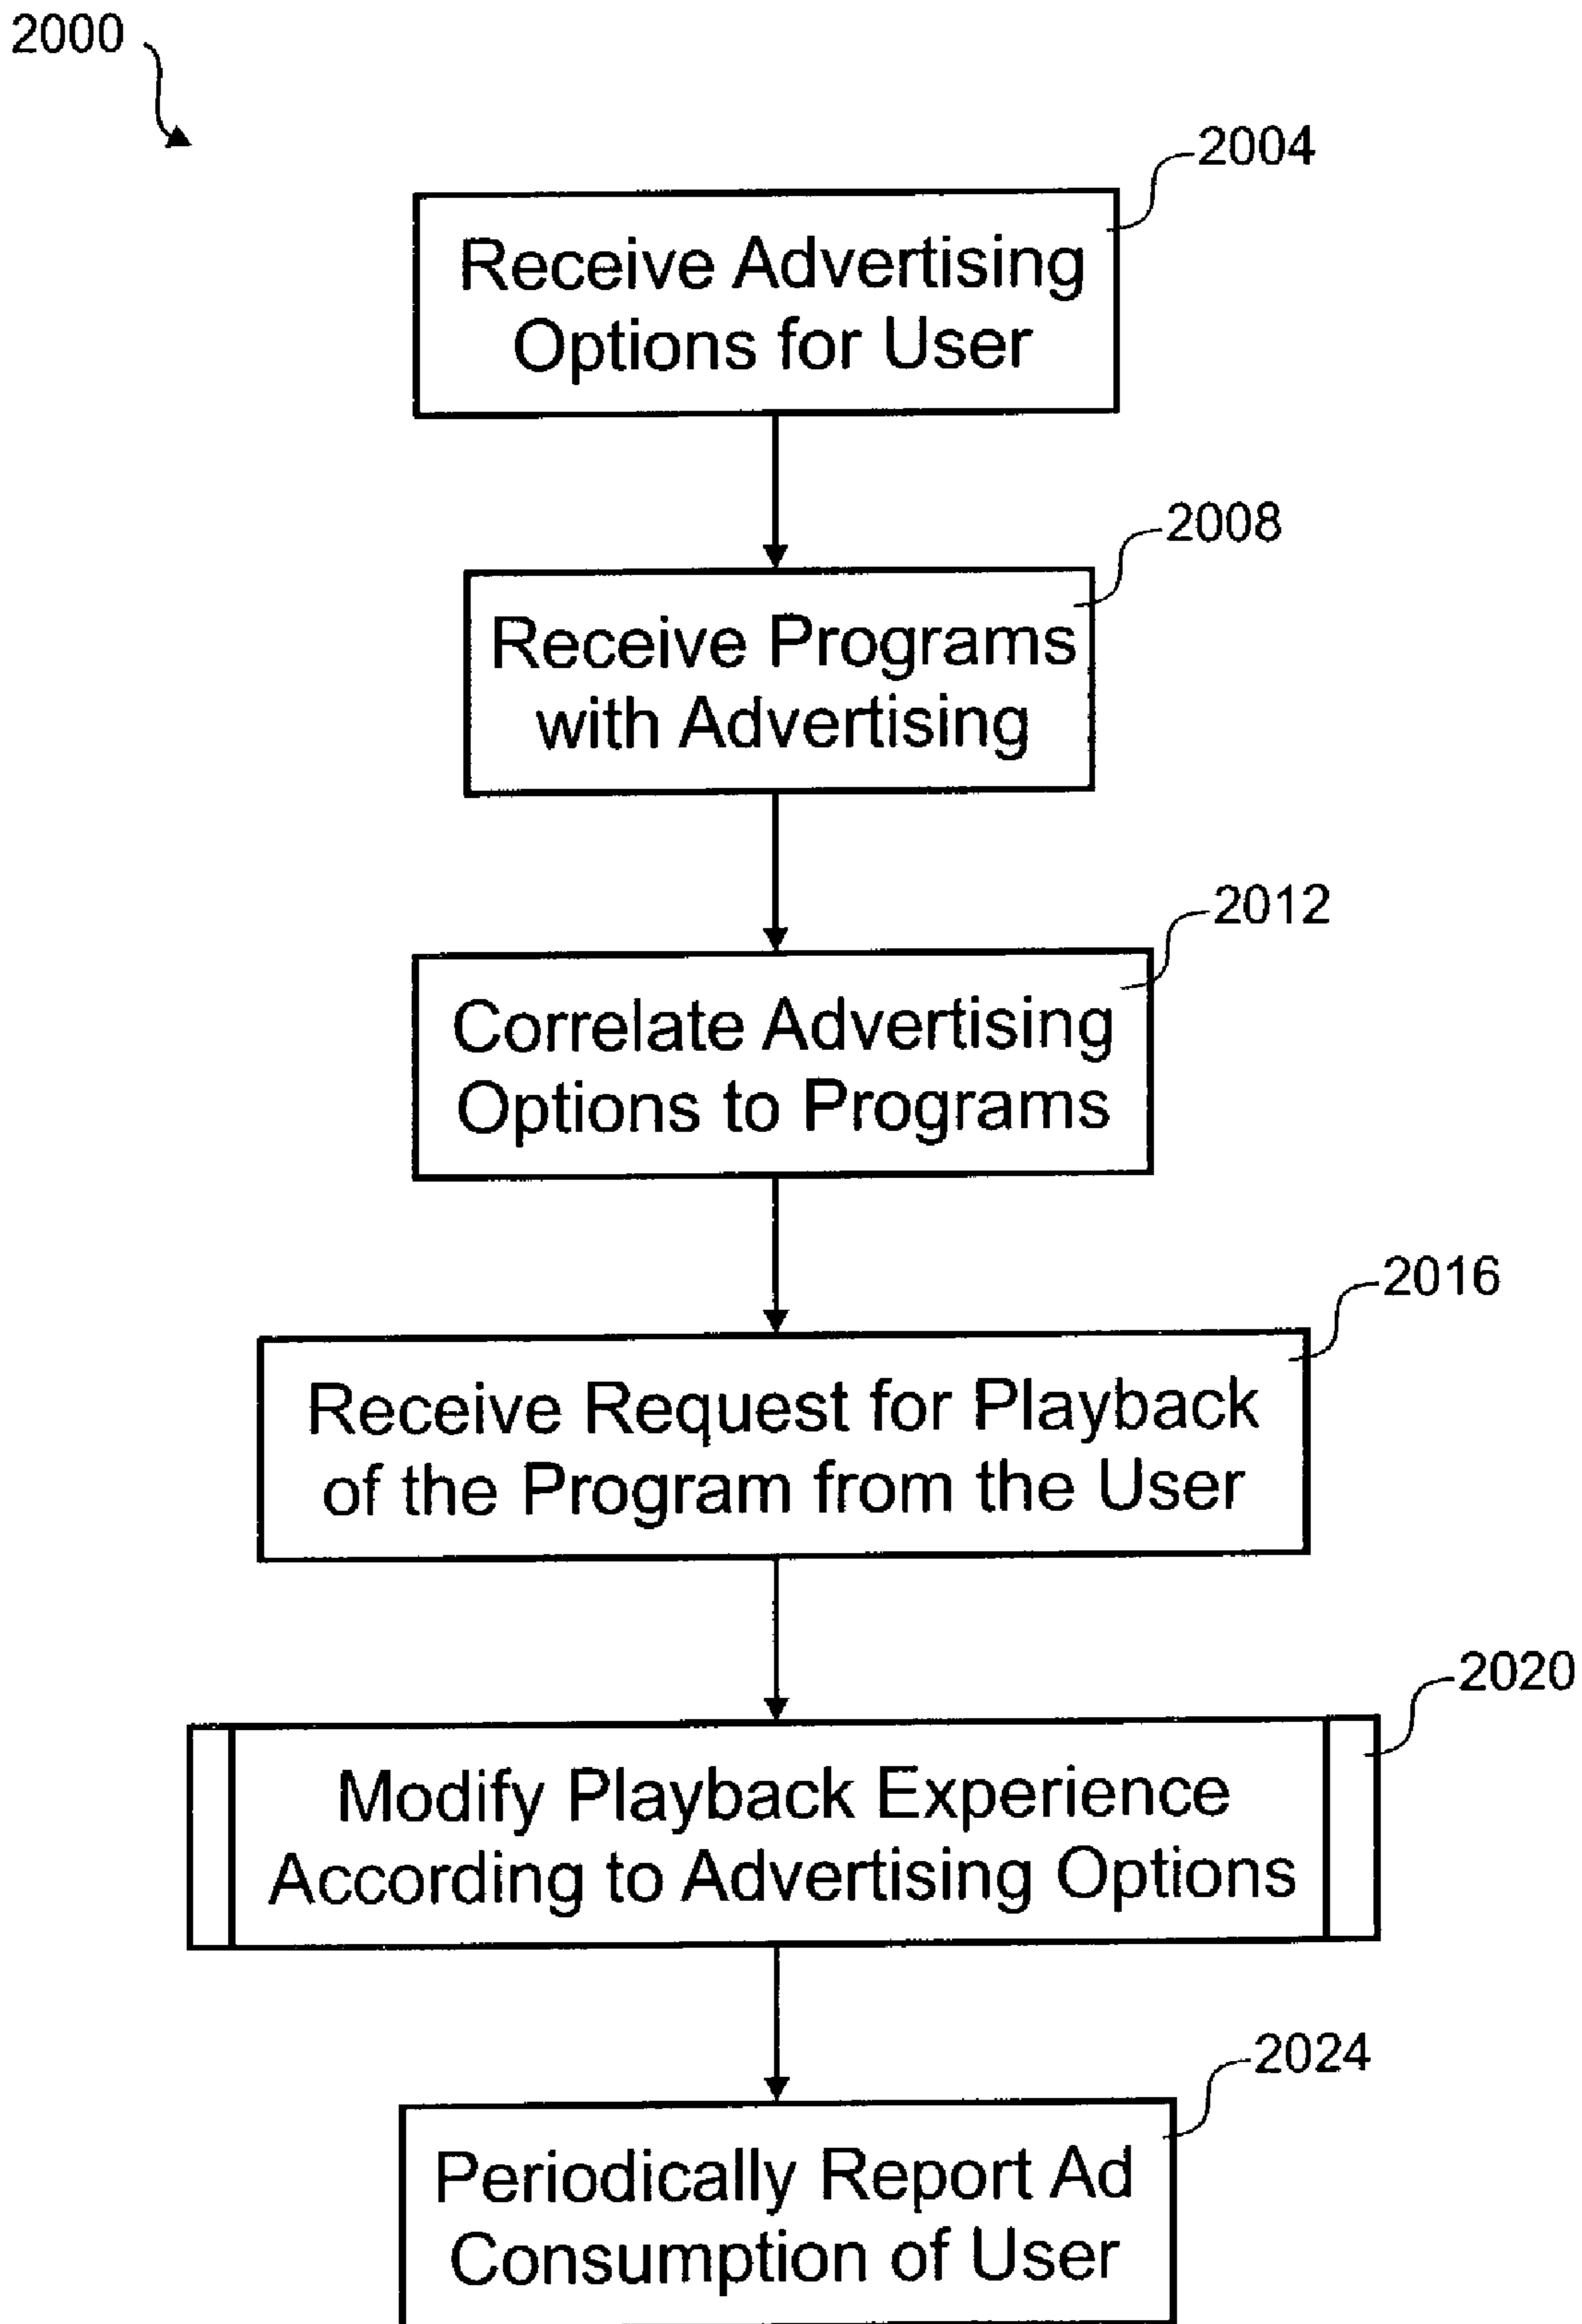 2000
2004
Receive Advertising
Options for User
2008
Receive Programs
with Advertising
2012
Correlate Advertising
Options to Programs
2016
Receive Request for Playback
of the Program from the User
2020
Modify Playback Experience
According to Advertising Options
2024
Periodically Report Ad
Consumption of User